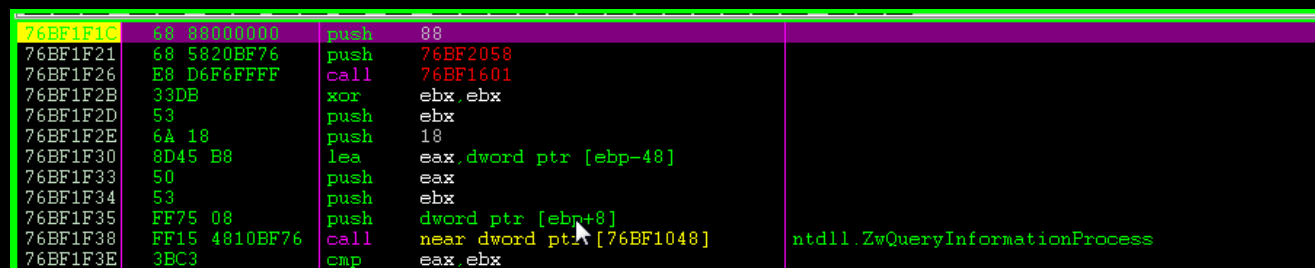 76BF1F1C 68 88000000 push 88
76BF1F21 68 5820BF76 push 76BF2058
76BF1F26 E8 D6F6FFFF call 76BF1601
76BF1F2B 33DB xor ebx,ebx
76BF1F2D 53 push ebx
76BF1F2E 6A 18 push 18
76BF1F30 8D45 B8 lea eax,dword ptr [ebp-48]
76BF1F33 50 push eax
76BF1F34 53 push ebx
76BF1F35 FF75 08 push dword ptr [ebp+8]
76BF1F38 FF15 4810BF76 call near dword ptr [76BF1048] ntdll.ZwQueryInformationProcess
76BF1F3E 3BC3 cmp eax,ebx